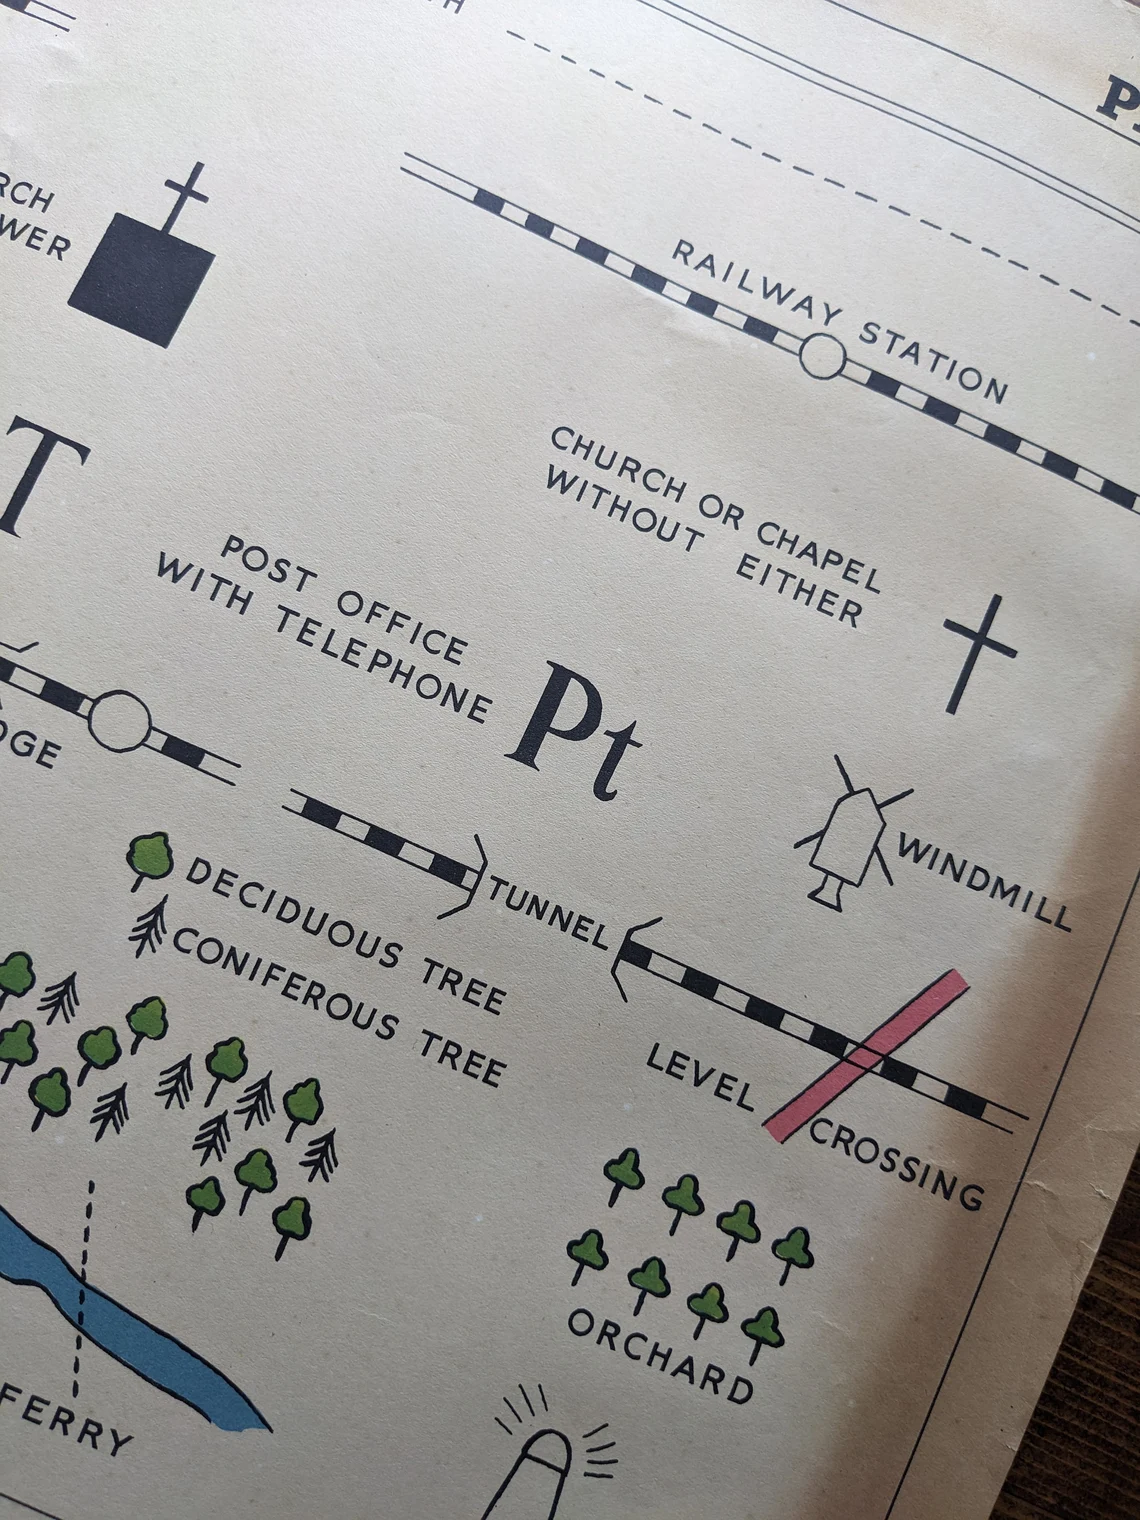 RAILWAY STATION
WER
CHURCH OR CHAPEL
WITHOUT EITHER
T
POST OFFICE
WITH TELEPHONE
Pt
WINDMILL
DECIDUOUS TREE
TUNNEL
CONIFEROUS TREE
LEVEL
CROSSING
ORCHARD
FERRY